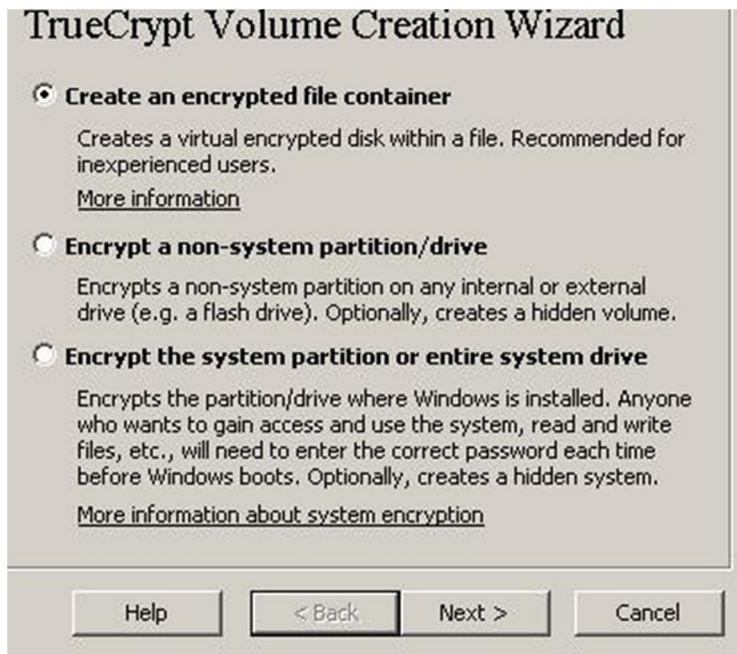 TrueCrypt Volume Creation Wizard
Create an encrypted file container
Creates a virtual encrypted disk within a file. Recommended for
inexperienced users.
More information
Encrypt a non-system partition/drive
Encrypts a non-system partition on any internal or external
drive (e.g. a flash drive). Optionally, creates a hidden volume.
Encrypt the system partition or entire system drive
Encrypts the partition/drive where Windows is installed. Anyone
who wants to gain access and use the system, read and write
files, etc., will need to enter the correct password each time
before Windows boots. Optionally, creates a hidden system.
More information about system encryption
Help < Back Next > Cancel